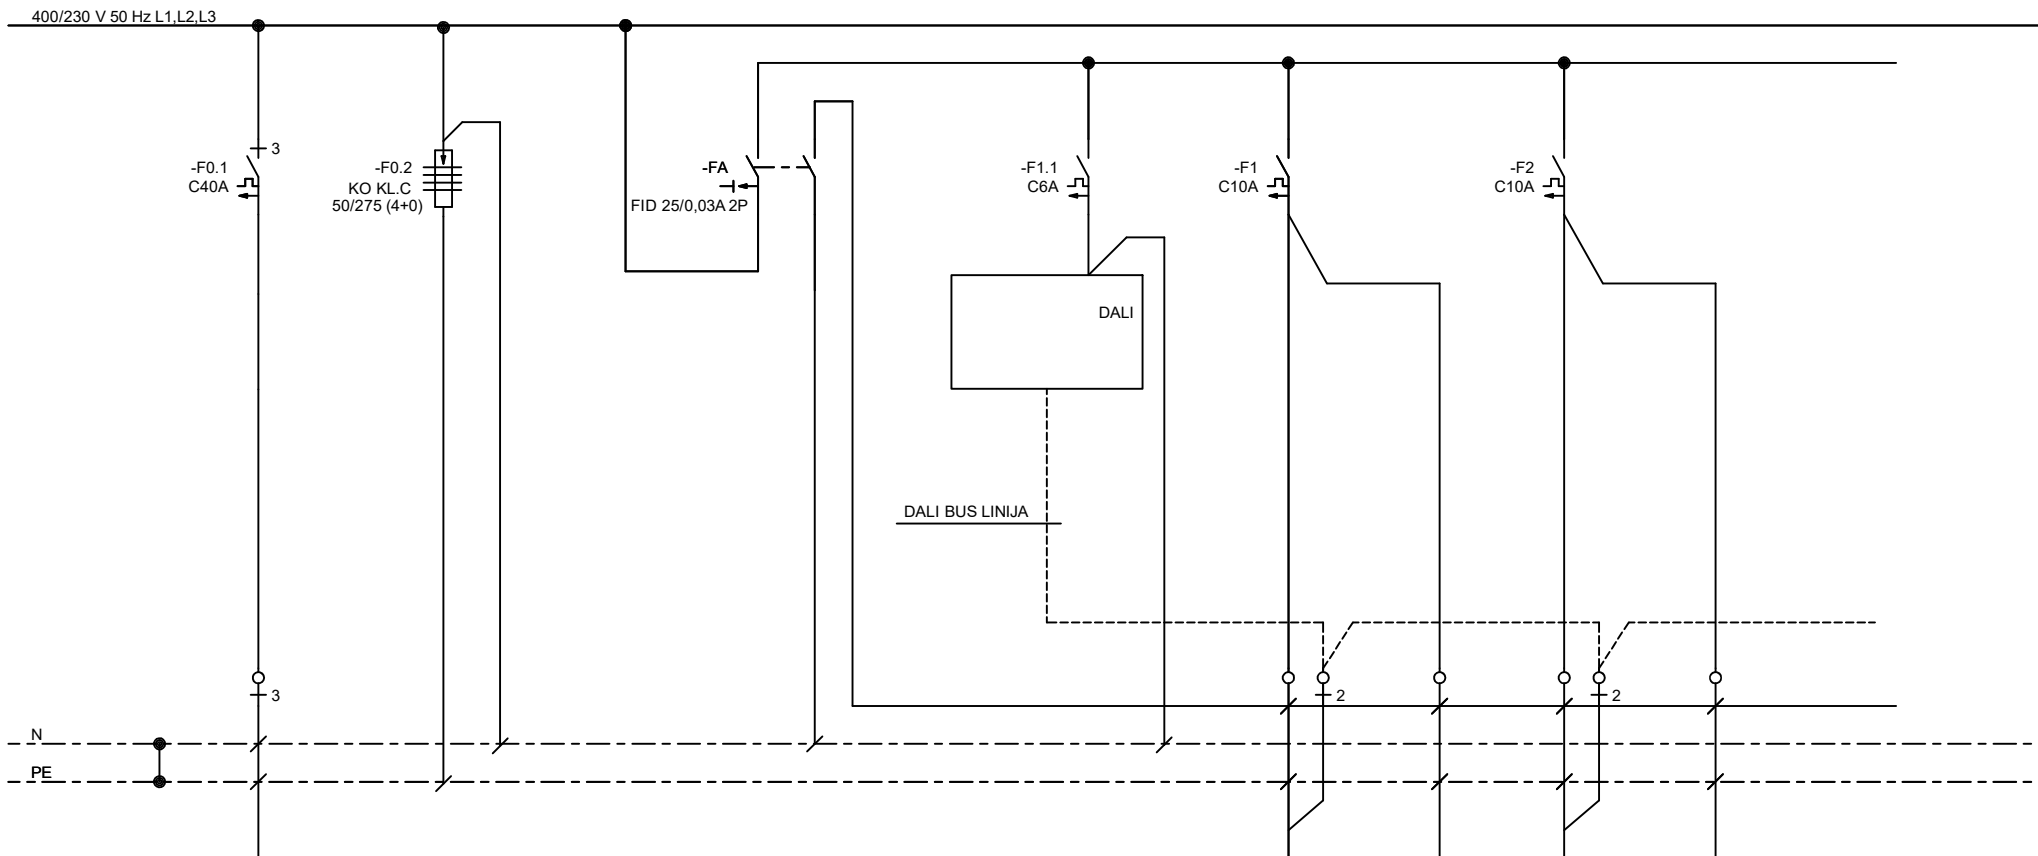 400/230 V 50 Hz L1,L2,L3
3
-F0.1
C40A
-F0.2
KO KL.C
50/275 (4+0)
-FA
FID 25/0,03A 2P
-F1.1
C6A
-F1
C10A
-F2
C10A
DALI
DALI BUS LINIJA
3
2
2
N
PE